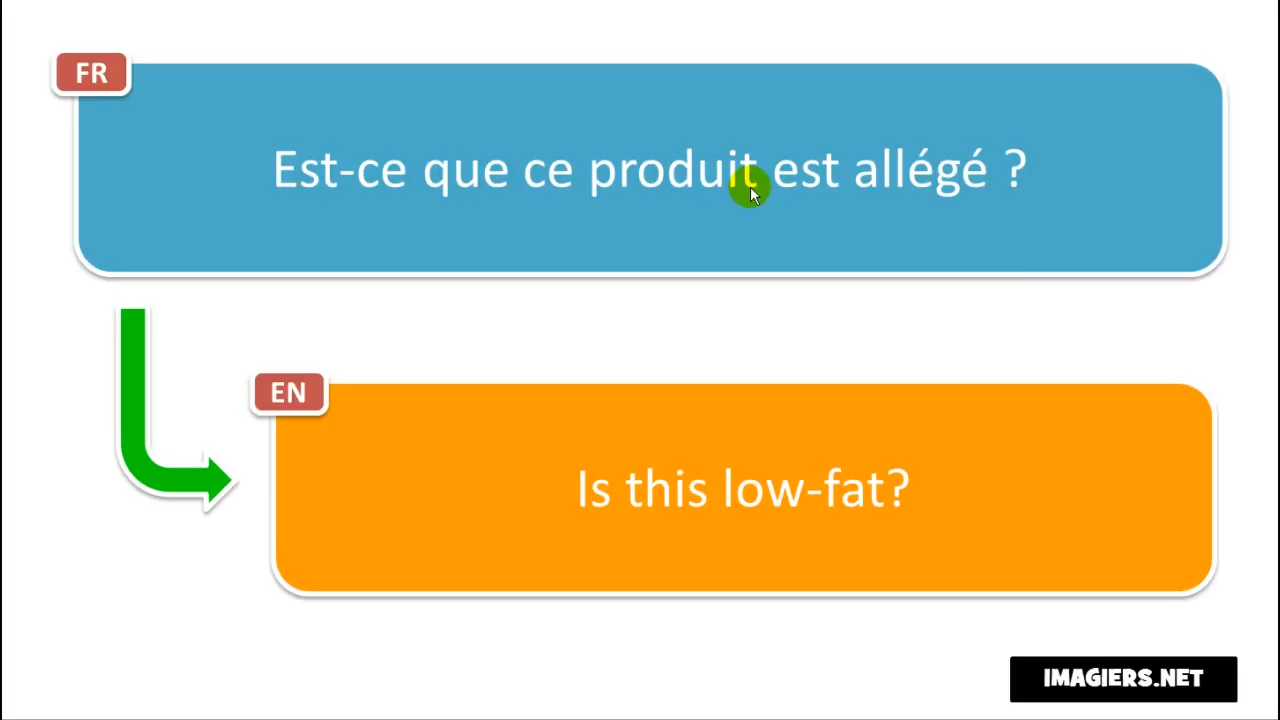 FR
Est-ce que ce produit est allégé ?
EN
Is this low-fat?
IMAGIERS.NET